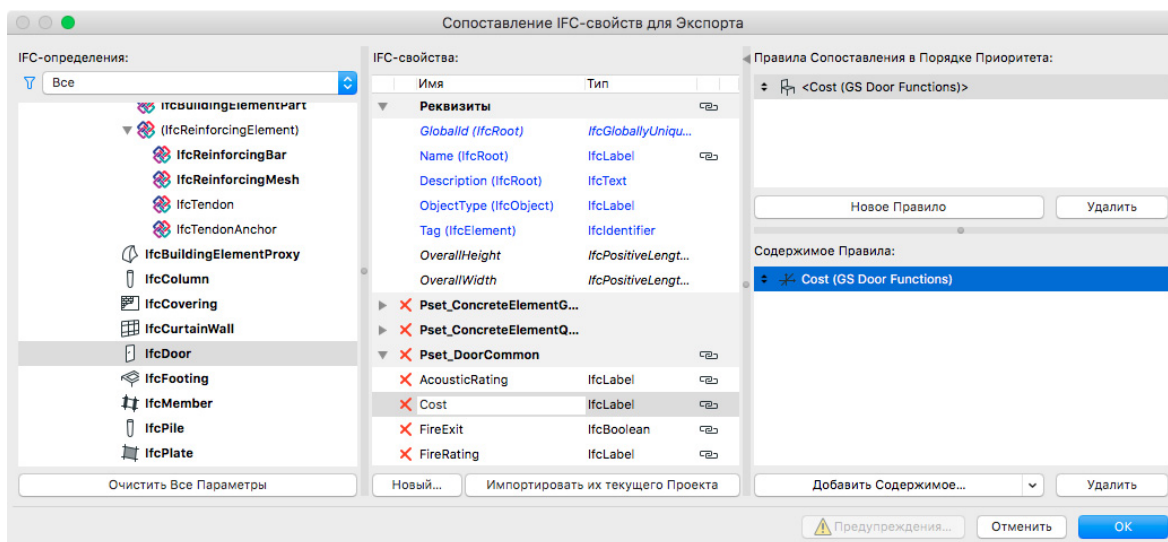 Сопоставление IFC-свойств для Экспорта
IFC-определения:
Все
IfcBuildingElementPart
(IfcReinforcingElement)
IfcReinforcingBar
IfcReinforcingMesh
IfcTendon
IfcTendonAnchor
IfcBuildingElementProxy
IfcColumn
IfcCovering
IfcCurtainWall
IfcDoor
IfcFooting
IfcMember
IfcPile
IfcPlate
Очистить Все Параметры
IFC-свойства:
Имя Тип
Реквизиты
GlobalId (IfcRoot) IfcGloballyUniqu...
Name (IfcRoot) IfcLabel
Description (IfcRoot) IfcText
ObjectType (IfcObject) IfcLabel
Tag (IfcElement) IfcIdentifier
OverallHeight IfcPositiveLengt...
OverallWidth IfcPositiveLengt...
Pset_ConcreteElementG...
Pset_ConcreteElementQ...
Pset_DoorCommon
AcousticRating IfcLabel
Cost IfcLabel
FireExit IfcBoolean
FireRating IfcLabel
Новый... Импортировать их текущего Проекта
Правила Сопоставления в Порядке Приоритета:
<Cost (GS Door Functions)>
Новое Правило Удалить
Содержимое Правила:
Cost (GS Door Functions)
Добавить Содержимое... Удалить
Предупреждения... Отменить OK